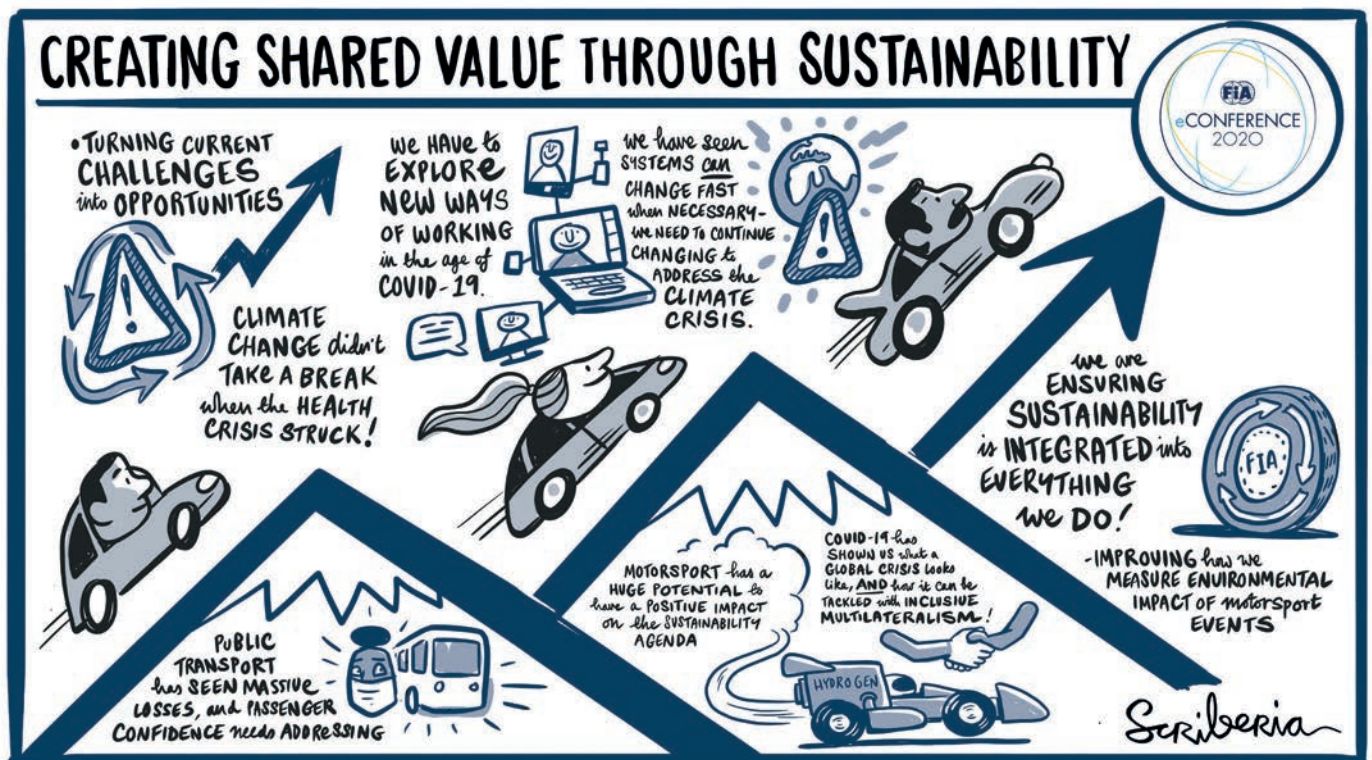 CREATING SHARED VALUE THROUGH SUSTAINABILITY
FiA
eCONFERENCE
2020
• TURNING CURRENT
CHALLENGES
into OPPORTUNITIES
CLIMATE
CHANGE didn't
TAKE A BREAK
when the HEALTH
CRISIS STRUCK!
WE HAVE to
EXPLORE
NEW WAYS
OF WORKING
in the age of
COVID-19.
we have seen
SYSTEMS can
CHANGE FAST
when NECESSARY-
we NEED TO CONTINUE
CHANGING to
ADDRESS the
CLIMATE
CRISIS.
we are
ENSURING
SUSTAINABILITY
is INTEGRATED into
EVERYTHING
we DO!
FIA
-IMPROVING how we
MEASURE ENVIRONMENTAL
IMPACT OF motorsport
EVENTS
PUBLIC
TRANSPORT
has SEEN MASSIVE
LOSSES, and PASSENGER
CONFIDENCE needs ADDRESSING
MOTORSPORT has a
HUGE POTENTIAL to
have a POSITIVE IMPACT
on the SUSTAINABILITY
AGENDA
COVID-19 has
SHOWN US what a
GLOBAL CRISIS looks
like, AND how it can be
TACKLED with INCLUSIVE
MULTILATERALISM!
HYDROGEN
Scriberia